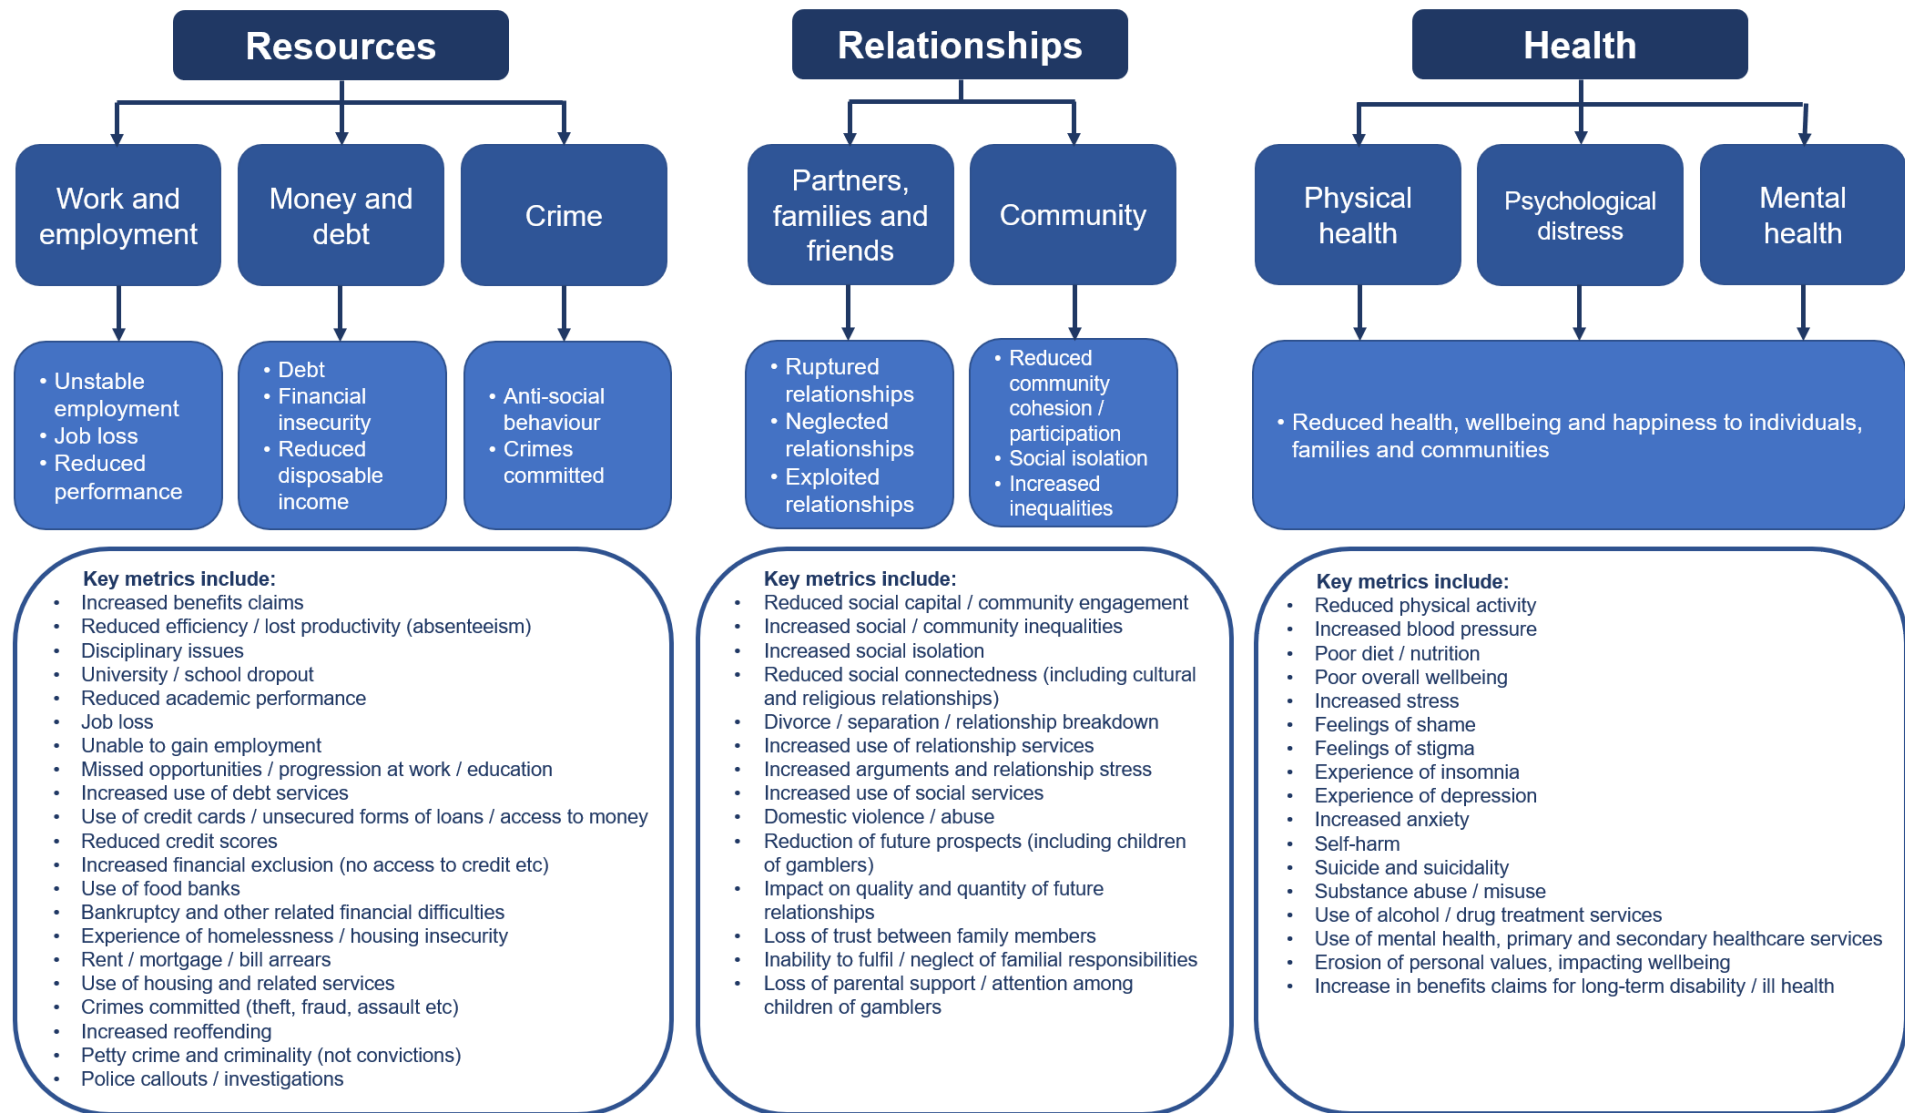 Resources
Relationships
Health
Work and
employment
Money and
debt
Crime
Partners,
families and
friends
Community
Physical
health
Psychological
distress
Mental
health
• Unstable
employment
• Job loss
• Reduced
performance
• Debt
• Financial
insecurity
• Reduced
disposable
income
• Anti-social
behaviour
• Crimes
committed
• Ruptured
relationships
• Neglected
relationships
• Exploited
relationships
• Reduced
community
cohesion /
participation
• Social isolation
• Increased
inequalities
• Reduced health, wellbeing and happiness to individuals,
families and communities
Key metrics include:
• Increased benefits claims
• Reduced efficiency / lost productivity (absenteeism)
• Disciplinary issues
• University / school dropout
• Reduced academic performance
• Job loss
• Unable to gain employment
• Missed opportunities / progression at work / education
• Increased use of debt services
• Use of credit cards / unsecured forms of loans / access to money
• Reduced credit scores
• Increased financial exclusion (no access to credit etc)
• Use of food banks
• Bankruptcy and other related financial difficulties
• Experience of homelessness / housing insecurity
• Rent / mortgage / bill arrears
• Use of housing and related services
• Crimes committed (theft, fraud, assault etc)
• Increased reoffending
• Petty crime and criminality (not convictions)
• Police callouts / investigations
Key metrics include:
• Reduced social capital / community engagement
• Increased social / community inequalities
• Increased social isolation
• Reduced social connectedness (including cultural
and religious relationships)
• Divorce / separation / relationship breakdown
• Increased use of relationship services
• Increased arguments and relationship stress
• Increased use of social services
• Domestic violence / abuse
• Reduction of future prospects (including children
of gamblers)
• Impact on quality and quantity of future
relationships
• Loss of trust between family members
• Inability to fulfil / neglect of familial responsibilities
• Loss of parental support / attention among
children of gamblers
Key metrics include:
• Reduced physical activity
• Increased blood pressure
• Poor diet / nutrition
• Poor overall wellbeing
• Increased stress
• Feelings of shame
• Feelings of stigma
• Experience of insomnia
• Experience of depression
• Increased anxiety
• Self-harm
• Suicide and suicidality
• Substance abuse / misuse
• Use of alcohol / drug treatment services
• Use of mental health, primary and secondary healthcare services
• Erosion of personal values, impacting wellbeing
• Increase in benefits claims for long-term disability / ill health